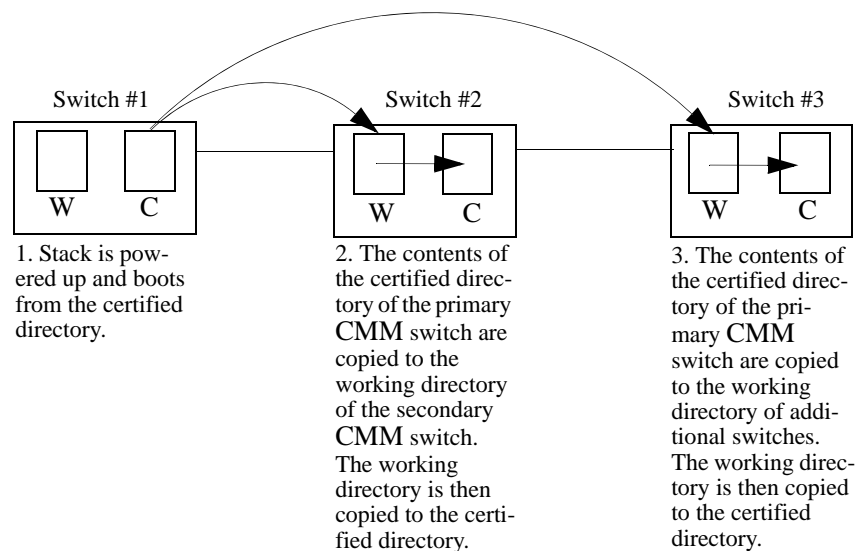 Switch #1
Switch #2
Switch #3
W
C
W
C
W
C
1. Stack is pow-
ered up and boots
from the certified
directory.
2. The contents of
the certified direc-
tory of the primary
CMM switch are
copied to the
working directory
of the secondary
CMM switch.
The working
directory is then
copied to the certi-
fied directory.
3. The contents of
the certified direc-
tory of the pri-
mary CMM
switch are copied
to the working
directory of addi-
tional switches.
The working direc-
tory is then copied
to the certified
directory.